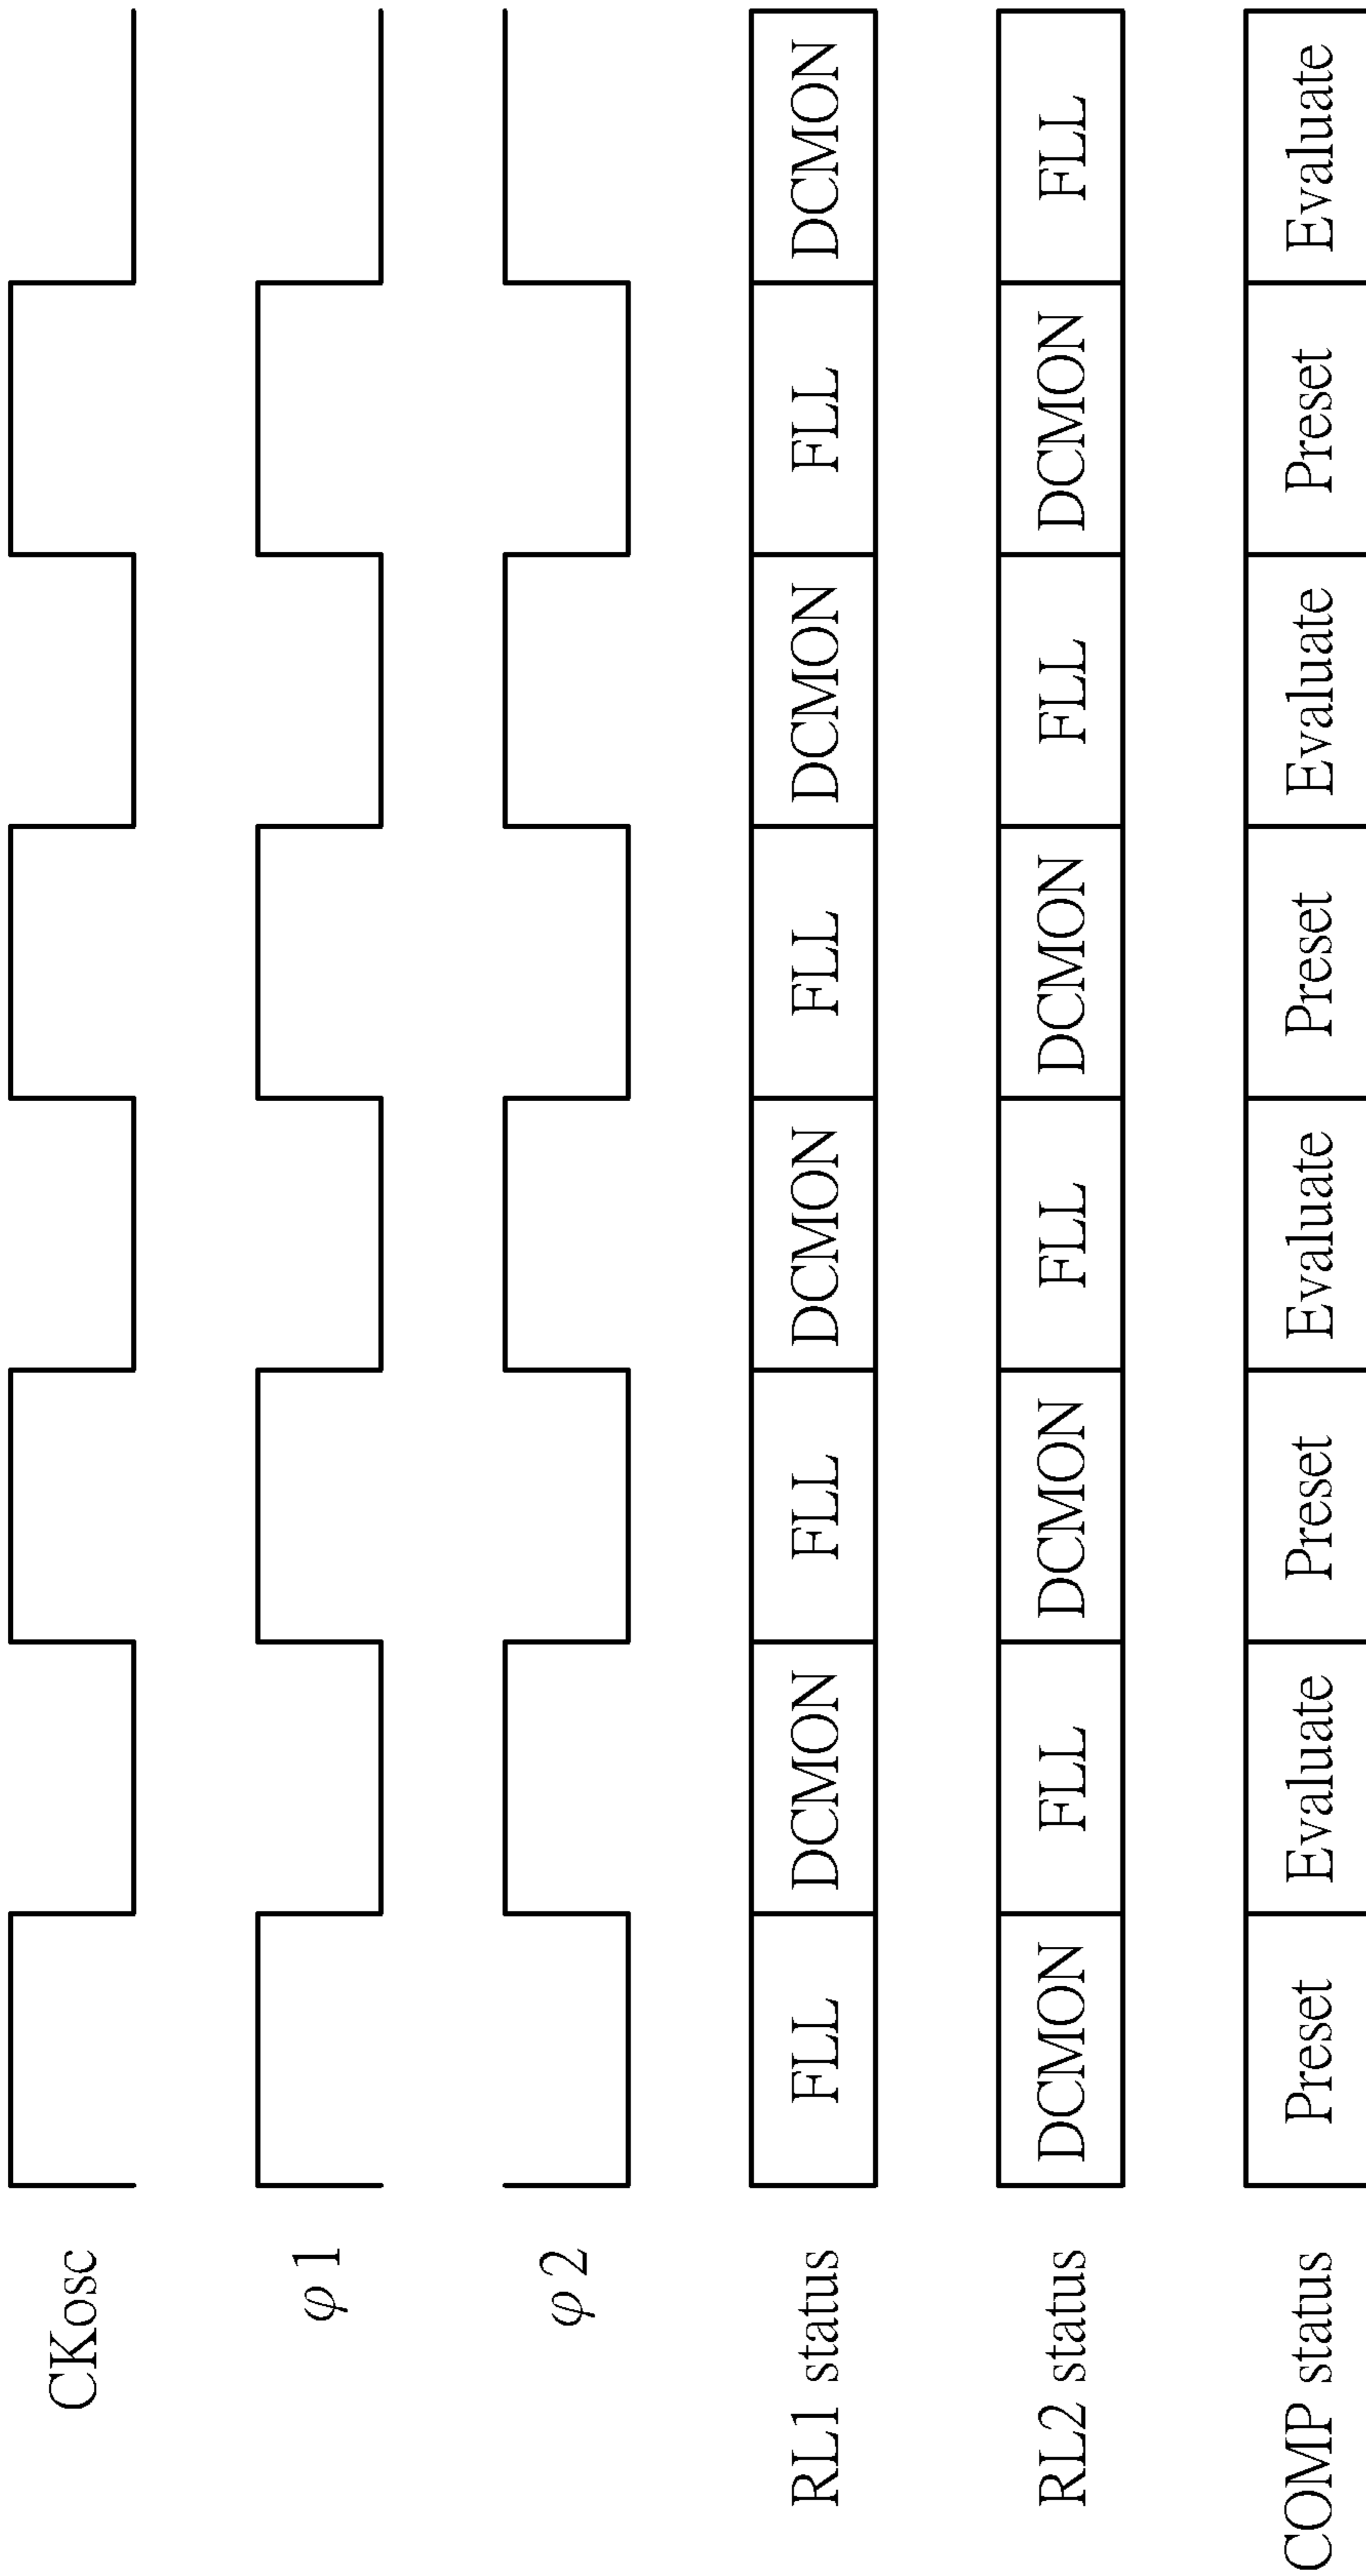 CKosc
φ1
φ2
RL1 status FLL DCMON FLL DCMON FLL DCMON FLL DCMON
RL2 status DCMON FLL DCMON FLL DCMON FLL DCMON FLL
COMP status Preset Evaluate Preset Evaluate Preset Evaluate Preset Evaluate